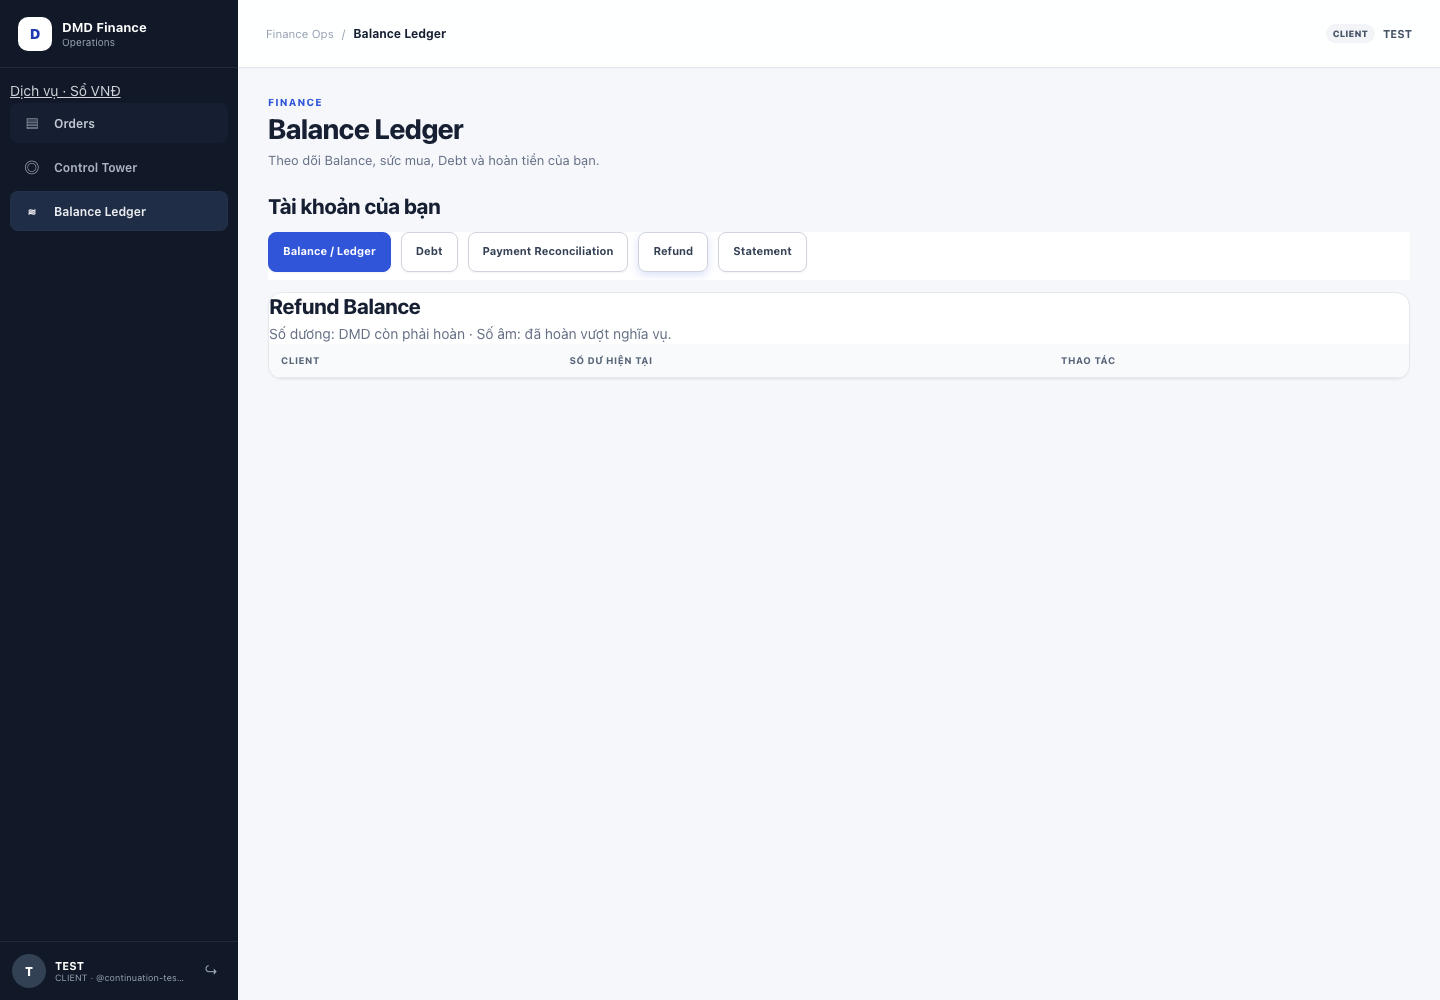 D
DMD Finance
Operations
Dịch vụ · Sổ VNĐ
Orders
Control Tower
Balance Ledger
T
TEST
CLIENT · @continuation-tes...
Finance Ops / Balance Ledger
CLIENT TEST
FINANCE
Balance Ledger
Theo dõi Balance, sức mua, Debt và hoàn tiền của bạn.
Tài khoản của bạn
Balance / Ledger Debt Payment Reconciliation Refund Statement
Refund Balance
Số dương: DMD còn phải hoàn · Số âm: đã hoàn vượt nghĩa vụ.
CLIENT SỐ DƯ HIỆN TẠI THAO TÁC